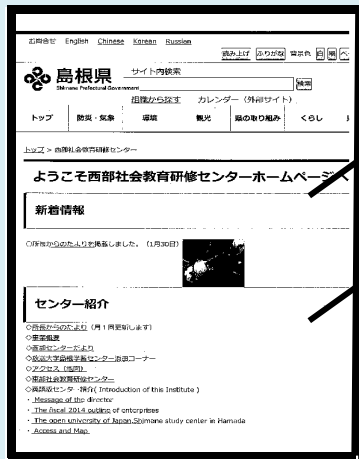 お問合せ English Chinese Korean Russian
読み上げ ふりがな 背景色 白 黒
島根県 サイト内検索
Shimane Prefectural Government 検索
組織から探す カレンダー（外部サイト）
トップ 防災・気象 環境 観光 県の取り組み くらし
トップ > 西部社会教育研修センター
ようこそ西部社会教育研修センターホームページへ
新着情報
◇所長からのたよりを掲載しました。（1月30日）
センター紹介
◇所長からのたより（月１回更新します）
◇事業概要
◇西部センターだより
◇放送大学島根学習センター浜田コーナー
◇アクセス（地図）
◇東部社会教育研修センター
◇英語版センター紹介( Introduction of this Institute )
・ Message of the director
・ The fiscal 2014 outline of enterprises
・ The open university of Japan,Shimane study center in Hamada
・ Access and Map